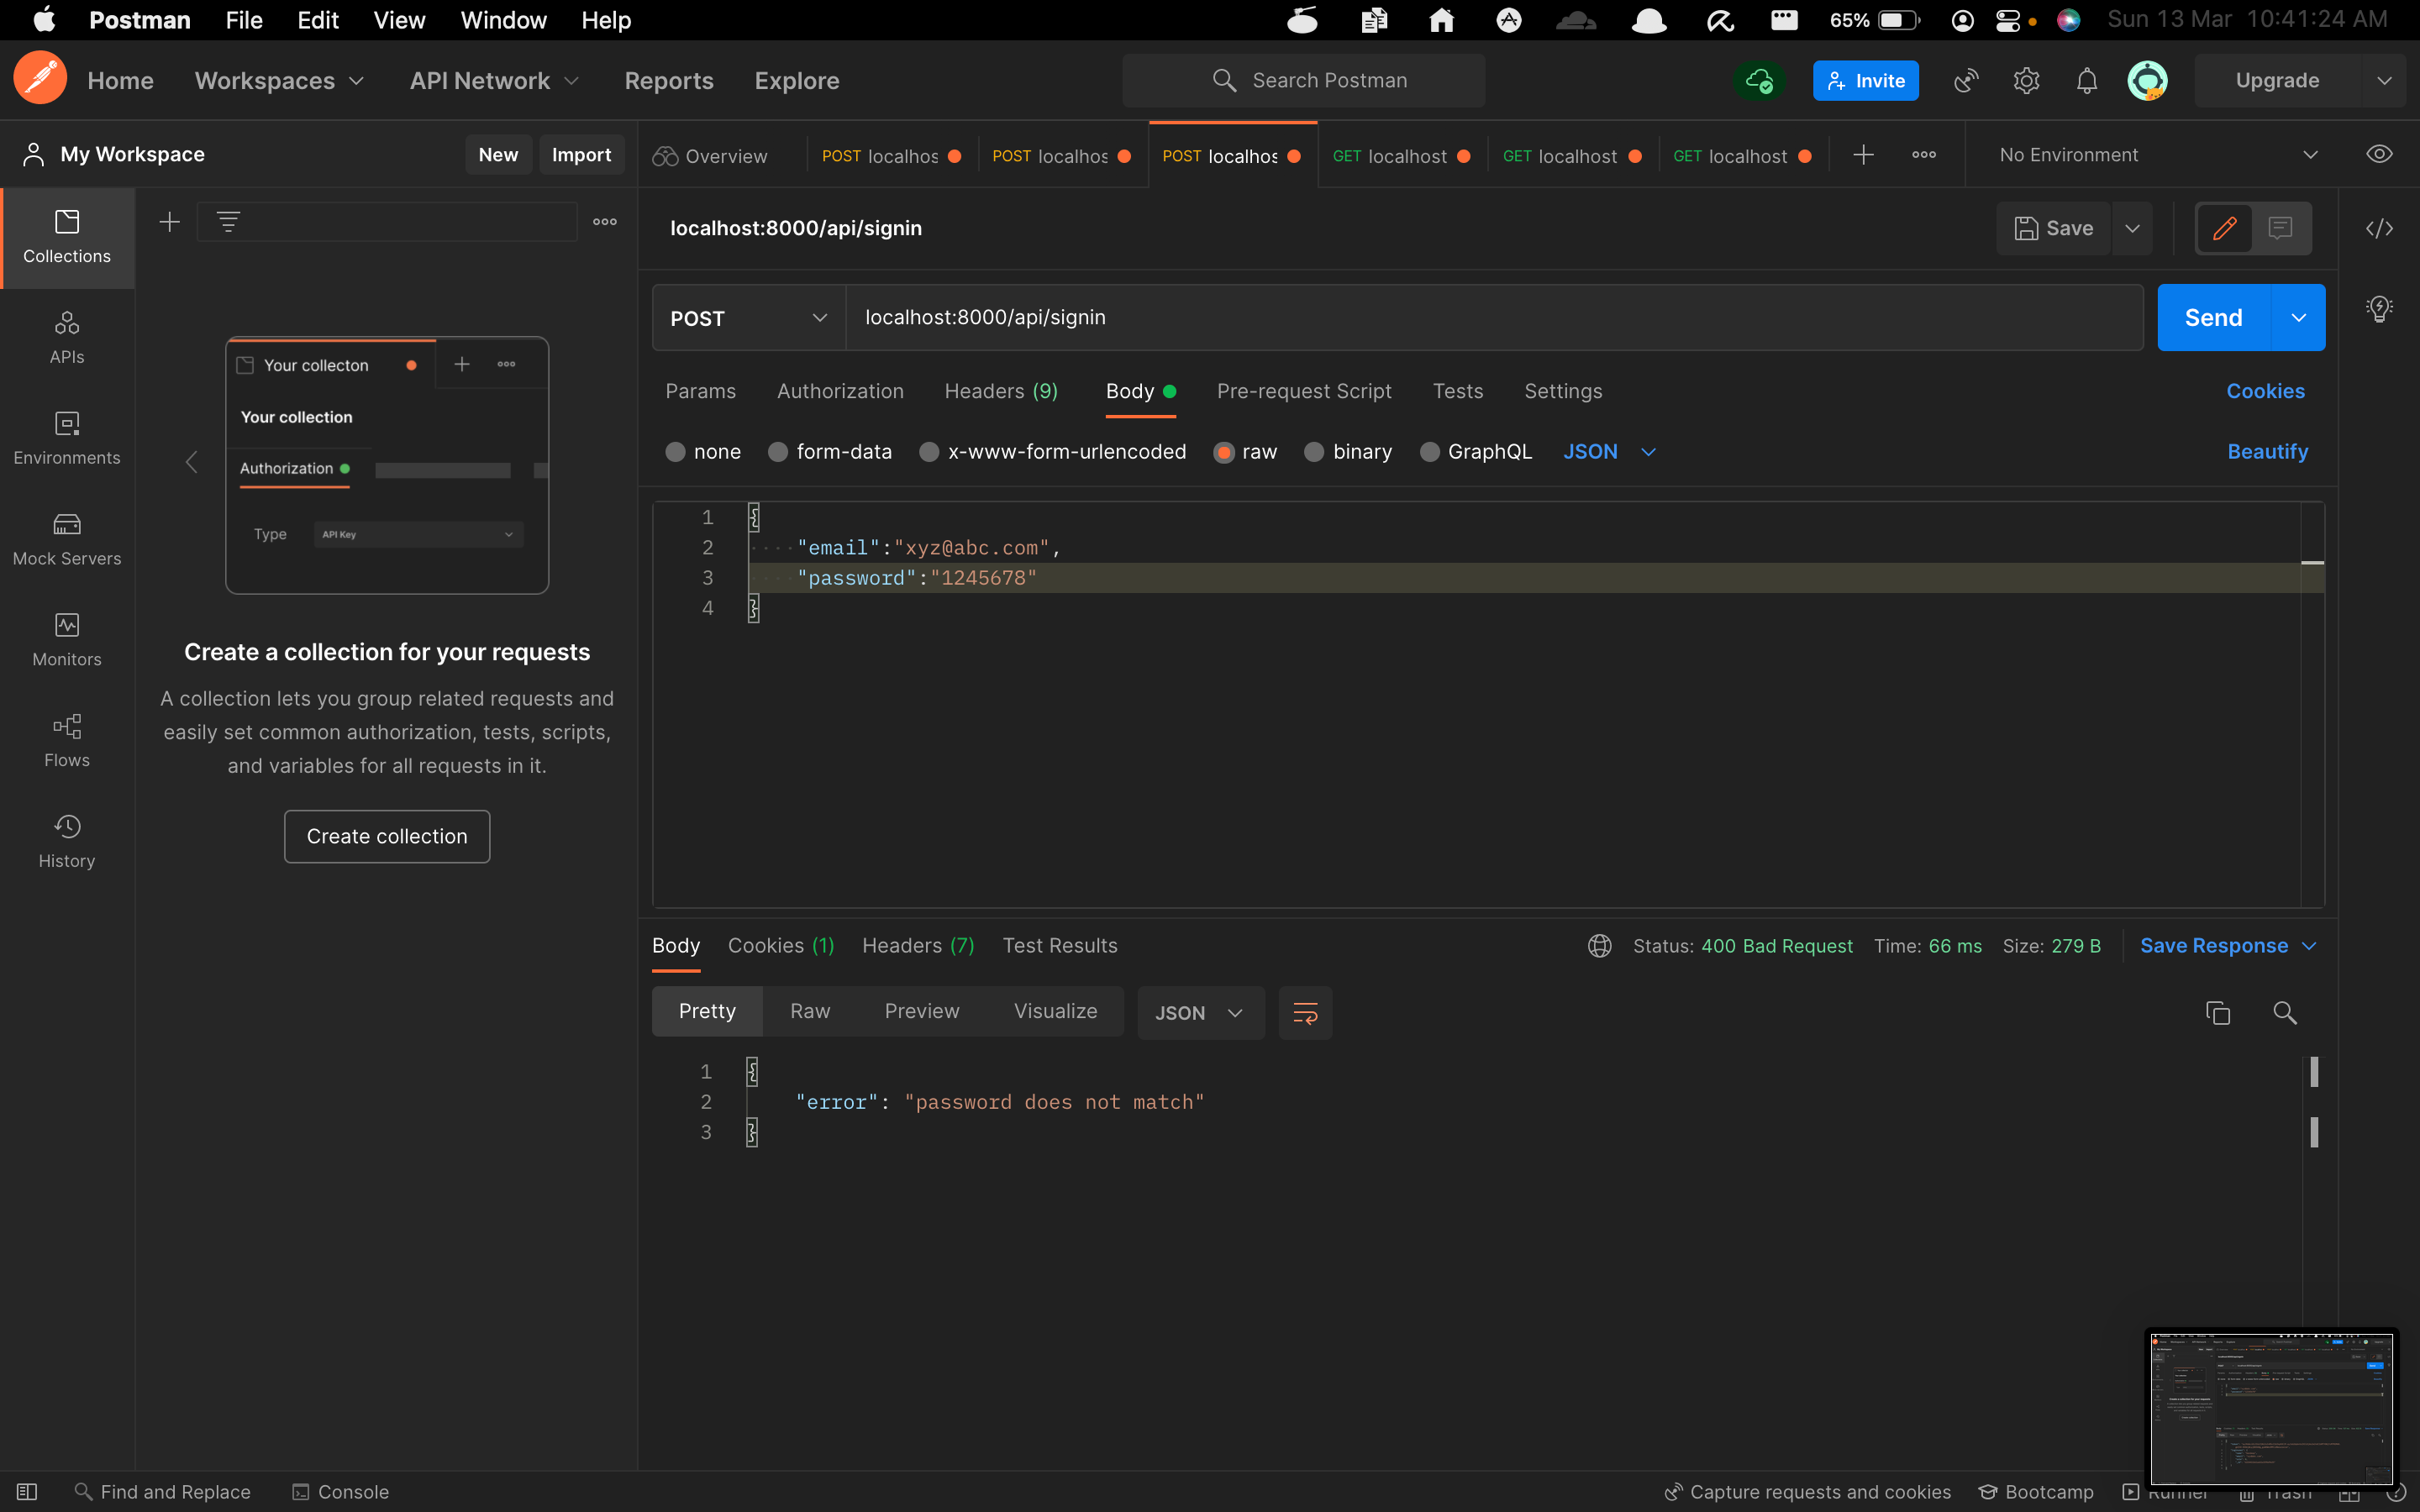 Postman File Edit View Window Help 65% Sun 13 Mar 10:41:24 AM
Home Workspaces API Network Reports Explore Search Postman Invite Upgrade
My Workspace New Import Overview POST localhos POST localhos POST localhos GET localhost GET localhost GET localhost No Environment
Collections
APIs
Environments
Mock Servers
Monitors
Flows
History
Your collecton
Your collection
Authorization
Type API Key
Create a collection for your requests
A collection lets you group related requests and
easily set common authorization, tests, scripts,
and variables for all requests in it.
Create collection
localhost:8000/api/signin Save
POST localhost:8000/api/signin Send
Params Authorization Headers (9) Body Pre-request Script Tests Settings Cookies
none form-data x-www-form-urlencoded raw binary GraphQL JSON Beautify
1 {
2 "email":"xyz@abc.com",
3 "password":"1245678"
4 }
Body Cookies (1) Headers (7) Test Results Status: 400 Bad Request Time: 66 ms Size: 279 B Save Response
Pretty Raw Preview Visualize JSON
1 {
2 "error": "password does not match"
3 }
Find and Replace Console Capture requests and cookies Bootcamp Runner Trash